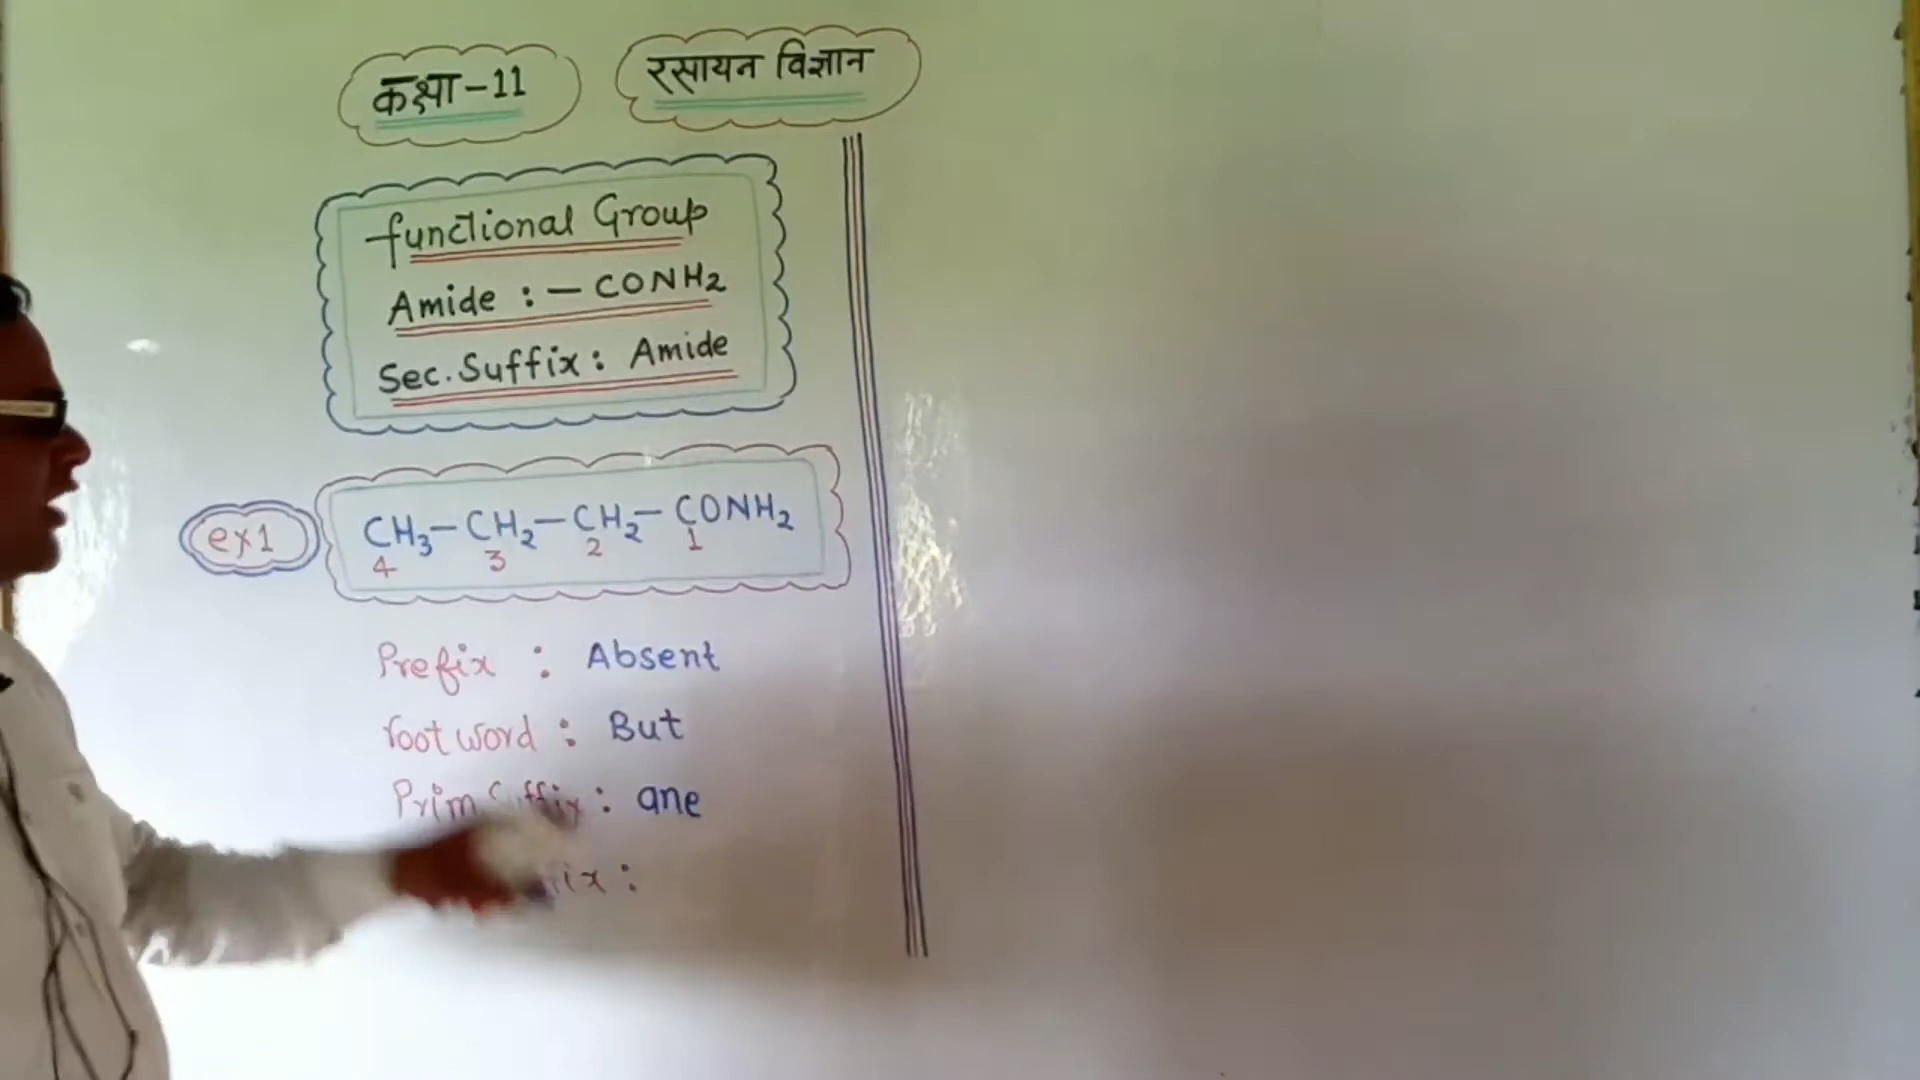 कक्षा-11
रसायन विज्ञान
functional Group
Amide : - CONH2
Sec. Suffix : Amide
ex1
CH3-CH2-CH2-CONH2
4 3 2 1
Prefix : Absent
root word : But
Prim : ane